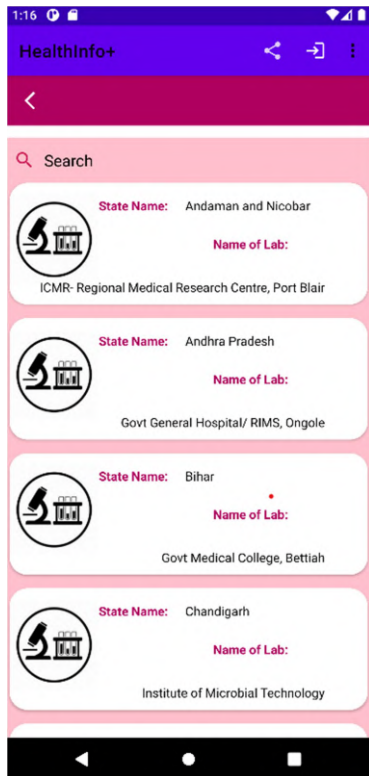 1:16
HealthInfo+
Search
State Name: Andaman and Nicobar
Name of Lab:
ICMR- Regional Medical Research Centre, Port Blair
State Name: Andhra Pradesh
Name of Lab:
Govt General Hospital/ RIMS, Ongole
State Name: Bihar
Name of Lab:
Govt Medical College, Bettiah
State Name: Chandigarh
Name of Lab:
Institute of Microbial Technology